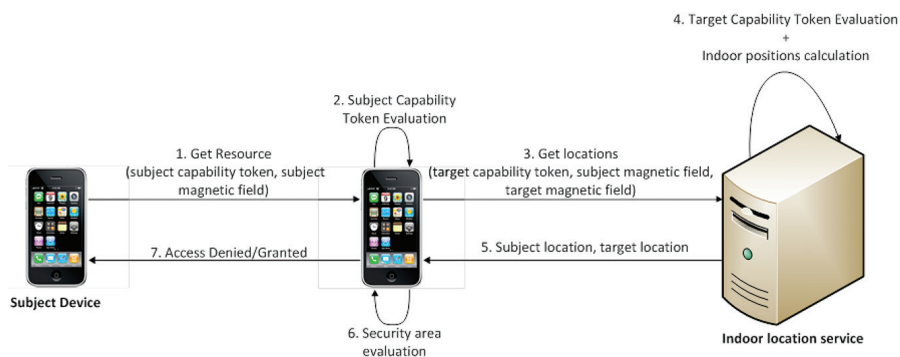 4. Target Capability Token Evaluation
+
Indoor positions calculation
2. Subject Capability
Token Evaluation
1. Get Resource
(subject capability token, subject
magnetic field)
3. Get locations
(target capability token, subject magnetic field,
target magnetic field)
7. Access Denied/Granted
5. Subject location, target location
Subject Device
6. Security area
evaluation
Indoor location service